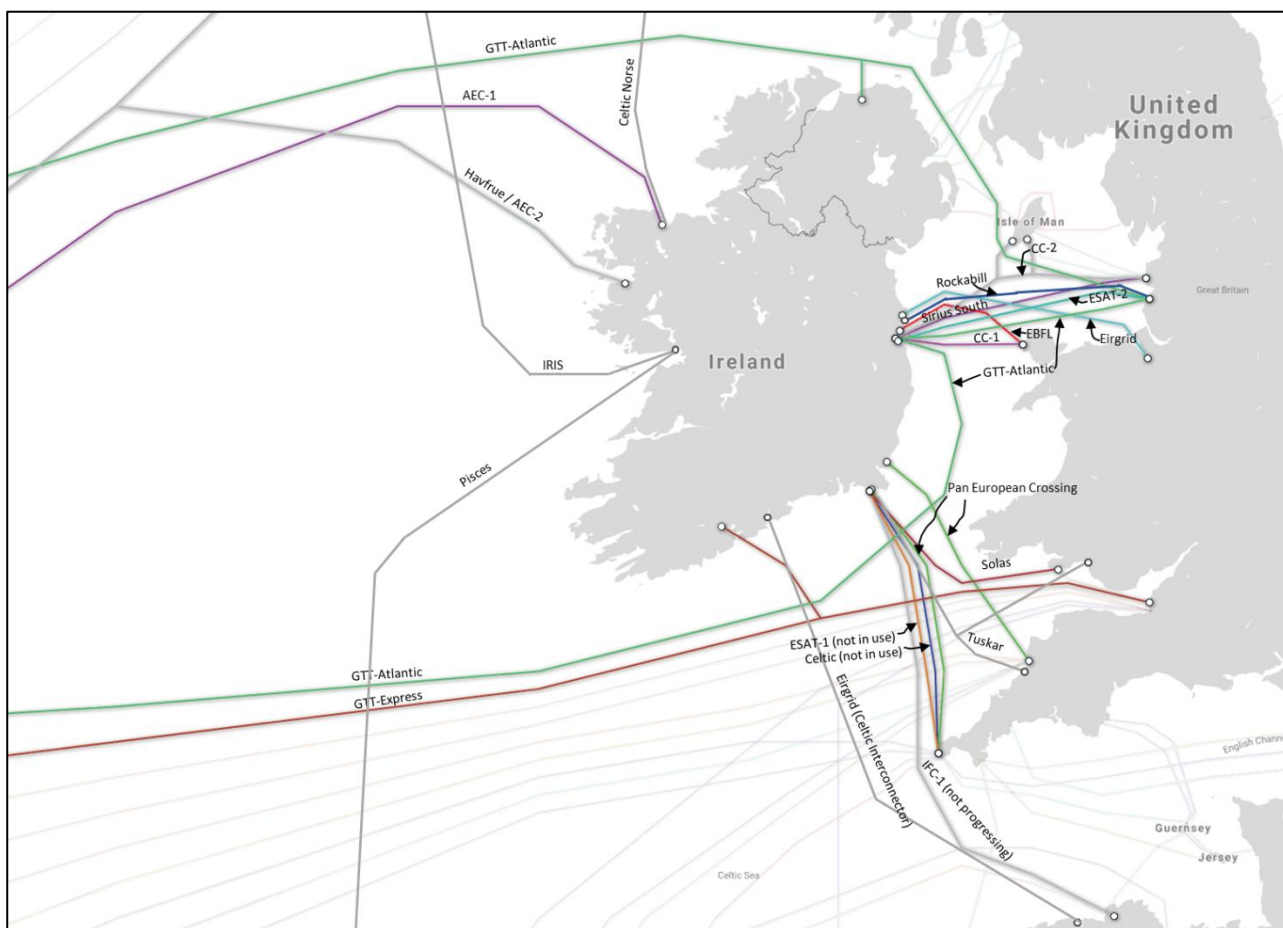 GTT-Atlantic
AEC-1
Celtic Norse
Havfrue / AEC-2
United
Kingdom
Isle of Man
CC-2
Rockabill
ESAT-2
Great Britain
Sirius South
EBFL
Eirgrid
CC-1
Ireland
GTT-Atlantic
IRIS
Pisces
Pan European Crossing
Solas
ESAT-1 (not in use)
Celtic (not in use)
Tuskar
GTT-Atlantic
GTT-Express
Eirgrid (Celtic Interconnector)
IFC-1 (not progressing)
English Channel
Guernsey
Jersey
Celtic Sea